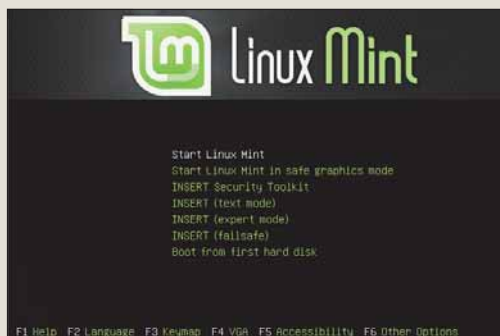 Lm Linux Mint
Start Linux Mint
Start Linux Mint in safe graphics mode
INSERT Security Toolkit
INSERT (text mode)
INSERT (expert mode)
INSERT (failsafe)
Boot from first hard disk
F1 Help F2 Language F3 Keymap F4 VGA F5 Accessibility F6 Other Options